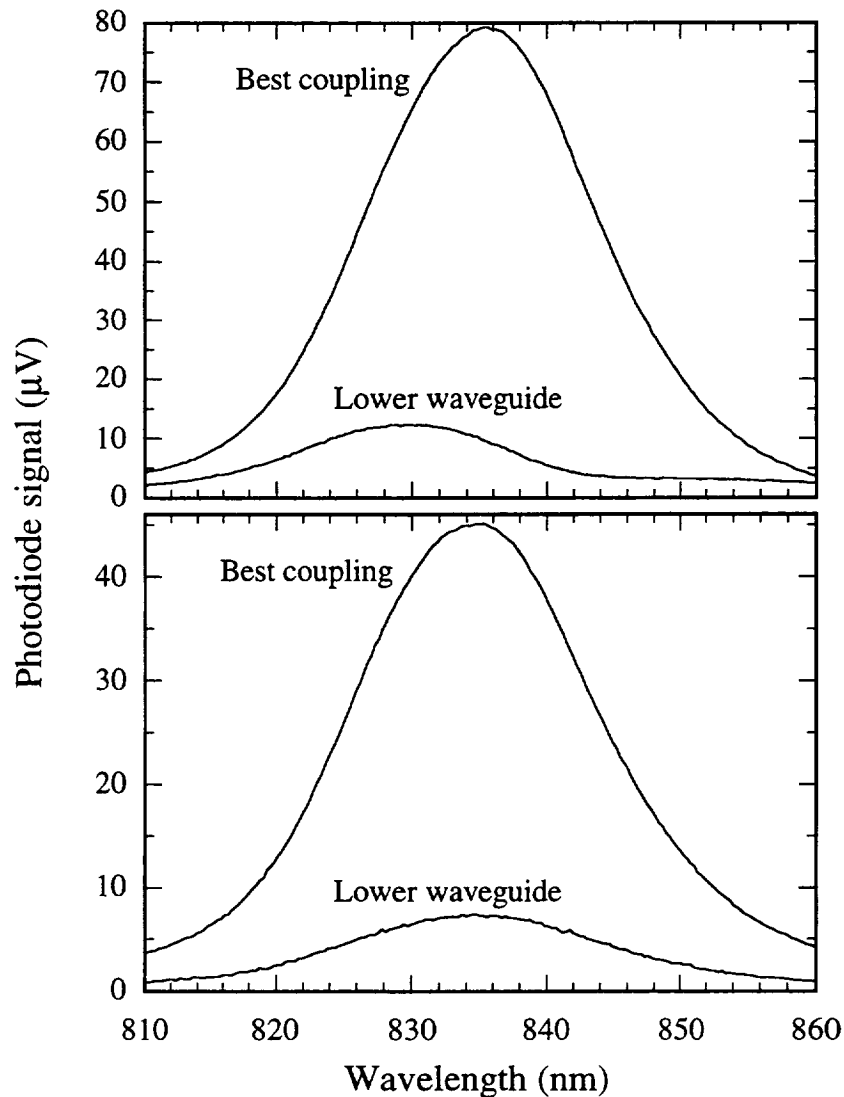 80
70
60
50
40
30
20
10
0
Best coupling
Lower waveguide
40
30
20
10
0
Best coupling
Lower waveguide
810 820 830 840 850 860
Wavelength (nm)
Photodiode signal (μV)